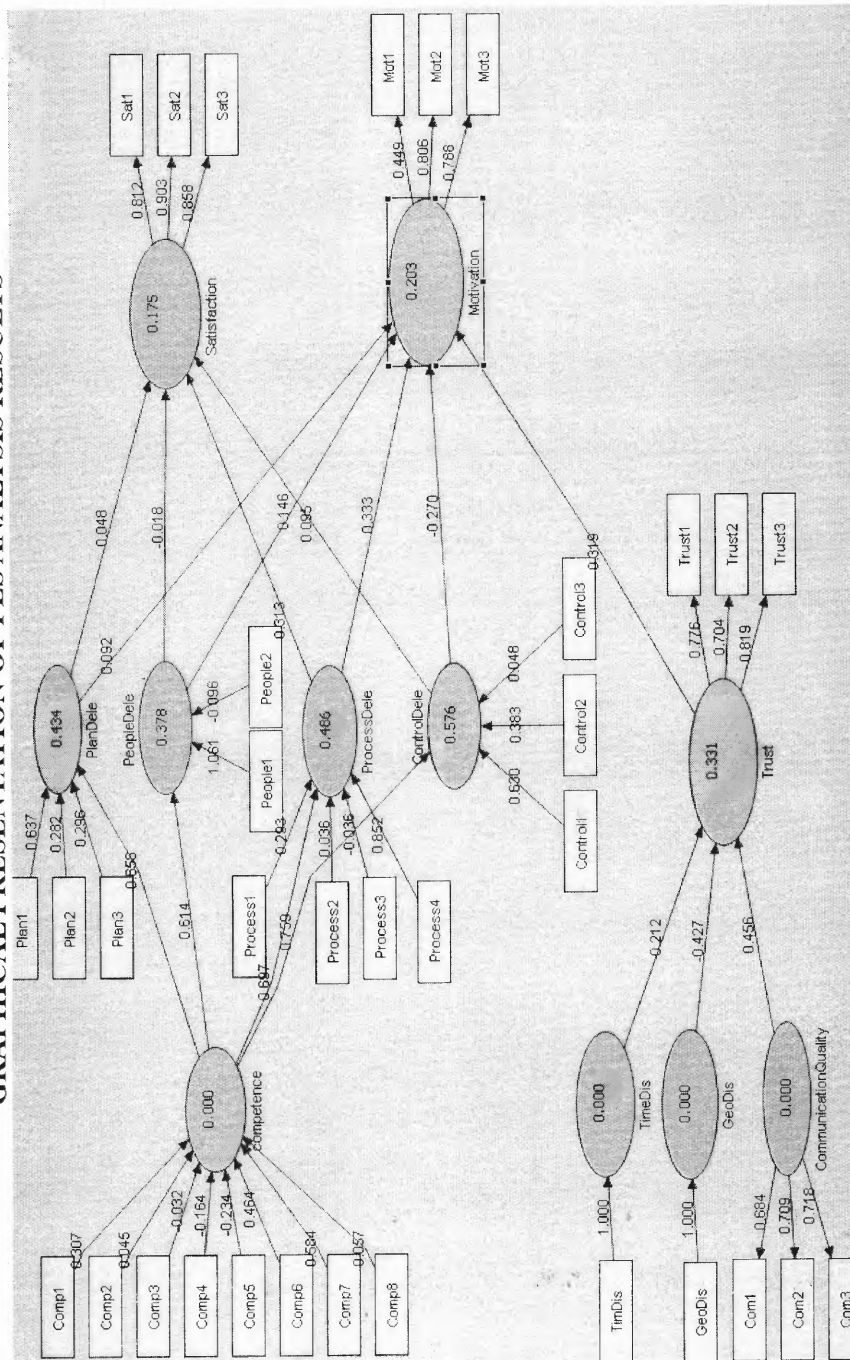 GRAPHICAL PRESENTATION OF PLS ANALYSIS RESULTS
Comp1
Comp2
Comp3
Comp4
Comp5
Comp6
Comp7
Comp8
0.307
0.045
-0.032
-0.164
-0.234
0.464
0.584
0.057
0.000
Competence
Plan1
Plan2
Plan3
0.637
0.282
0.296
0.658
0.434
PlanDele
0.614
0.378
PeopleDele
1.061
-0.096
People1
People2
Process1
Process2
Process3
Process4
0.293
0.036
-0.036
0.852
0.697
0.759
0.486
ProcessDele
0.576
ControlDele
0.630
0.383
0.048
Control1
Control2
Control3
0.048
-0.018
0.092
0.146
0.095
0.313
0.333
-0.270
0.319
0.175
Satisfaction
0.812
0.903
0.858
Sat1
Sat2
Sat3
0.203
Motivation
0.449
0.806
0.786
Mot1
Mot2
Mot3
TimDis
1.000
0.000
TimeDis
GeoDis
1.000
0.000
GeoDis
Com1
Com2
Com3
0.684
0.709
0.718
0.000
CommunicationQuality
0.212
-0.427
0.456
0.331
Trust
0.776
0.704
0.819
Trust1
Trust2
Trust3